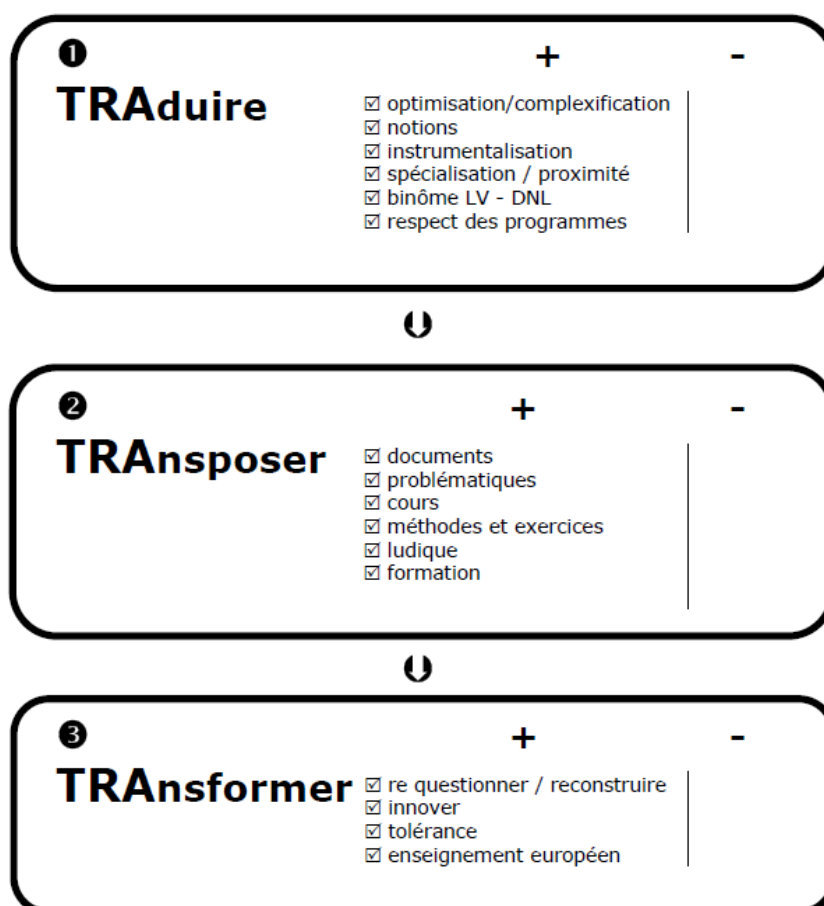 ❶ + -
TRAduire
☑ optimisation/complexification
☑ notions
☑ instrumentalisation
☑ spécialisation / proximité
☑ binôme LV - DNL
☑ respect des programmes
❷ + -
TRAnsposer
☑ documents
☑ problématiques
☑ cours
☑ méthodes et exercices
☑ ludique
☑ formation
❸ + -
TRAnsformer
☑ re questionner / reconstruire
☑ innover
☑ tolérance
☑ enseignement européen